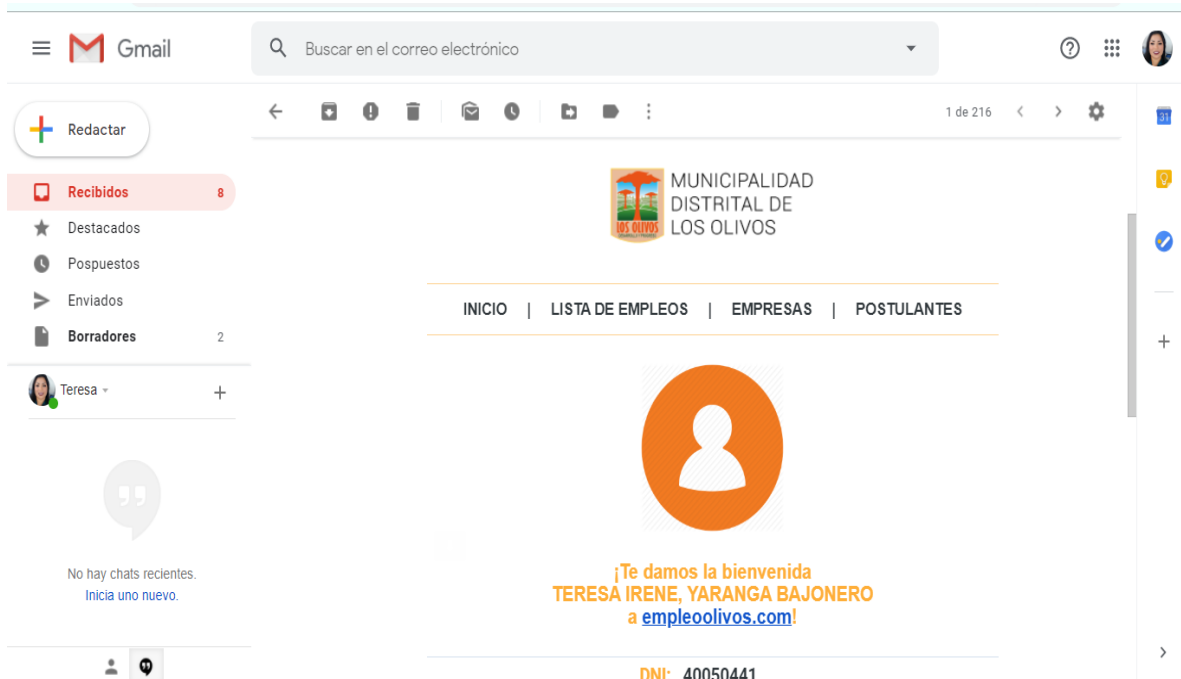 Gmail
Buscar en el correo electrónico
Redactar
1 de 216
31
Recibidos 8
Destacados
Pospuestos
Enviados
Borradores 2
Teresa
No hay chats recientes.
Inicia uno nuevo.
LOS OLIVOS
MUNICIPALIDAD
DISTRITAL DE
LOS OLIVOS
INICIO | LISTA DE EMPLEOS | EMPRESAS | POSTULANTES
¡Te damos la bienvenida
TERESA IRENE, YARANGA BAJONERO
a empleoolivos.com!
DNI: 40050441